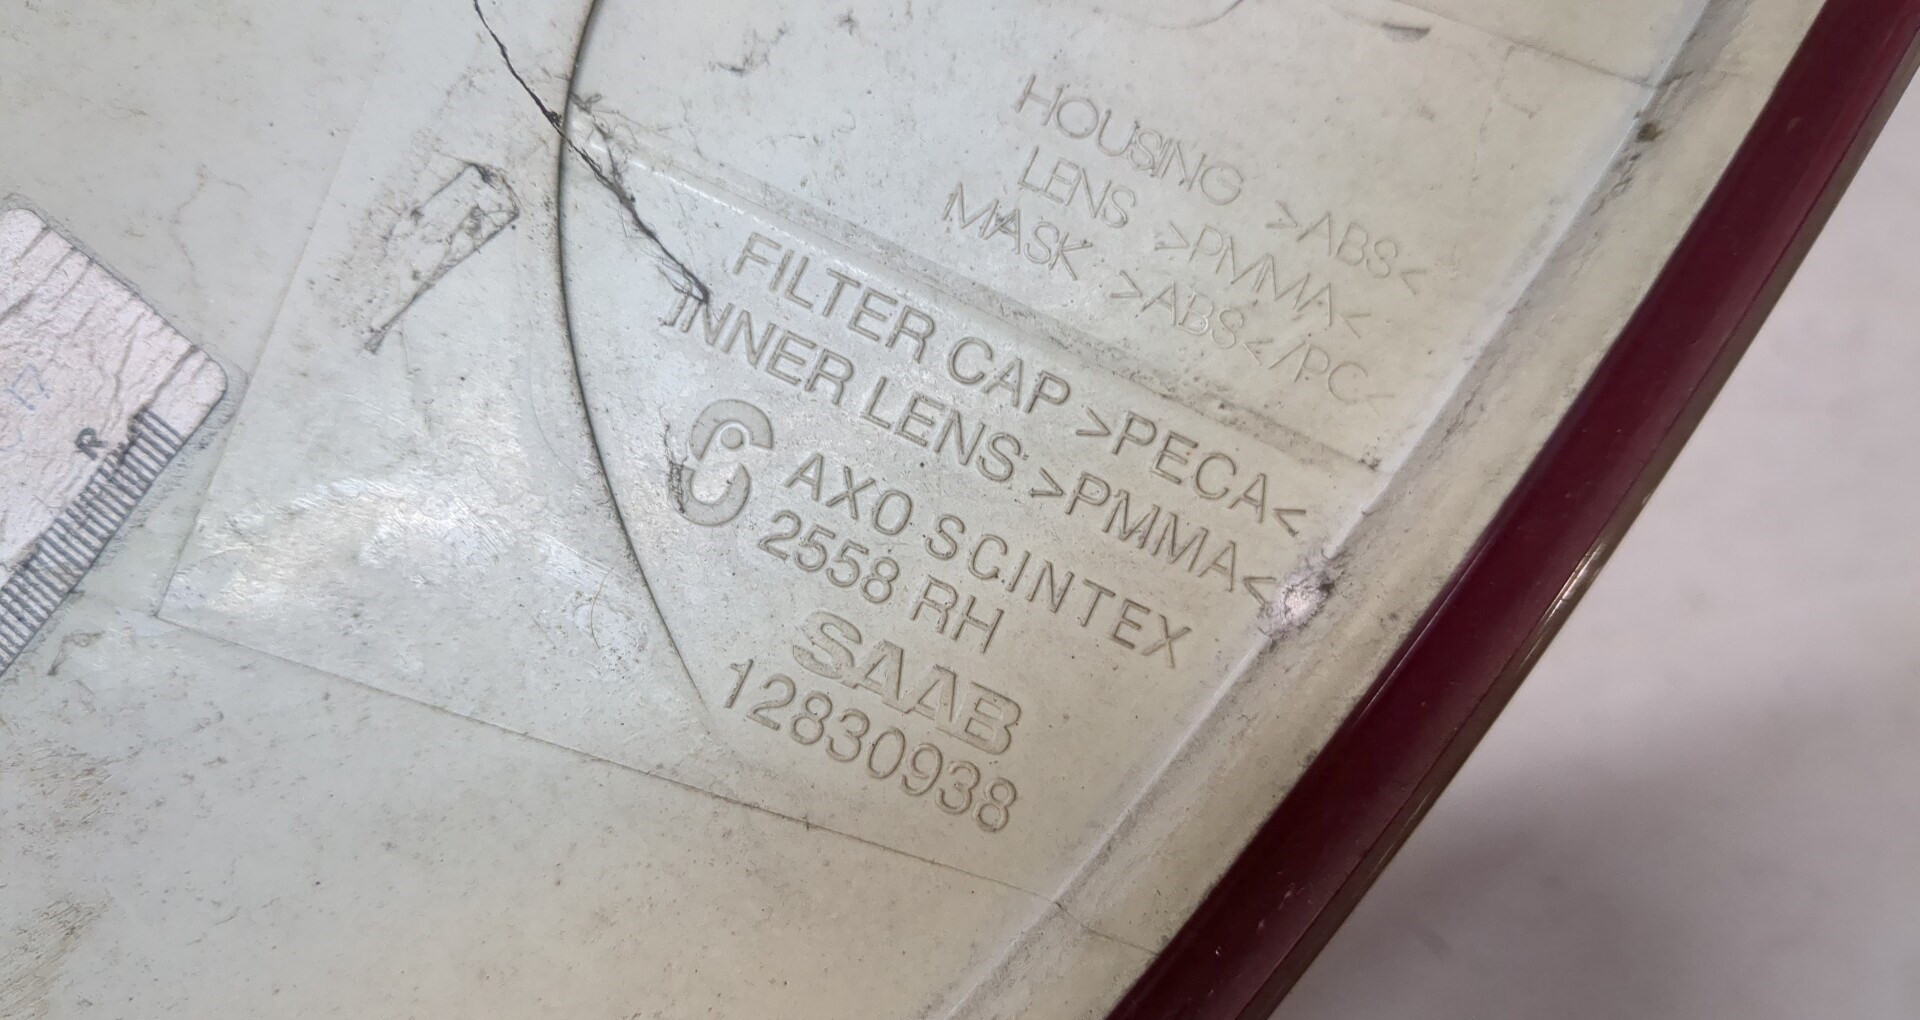 HOUSING >ABS<
LENS >PMMA<
MASK >ABS</PC<
FILTER CAP >PECA<
INNER LENS >PMMA<
AXO SCINTEX
2558 RH
SAAB
12830938
R